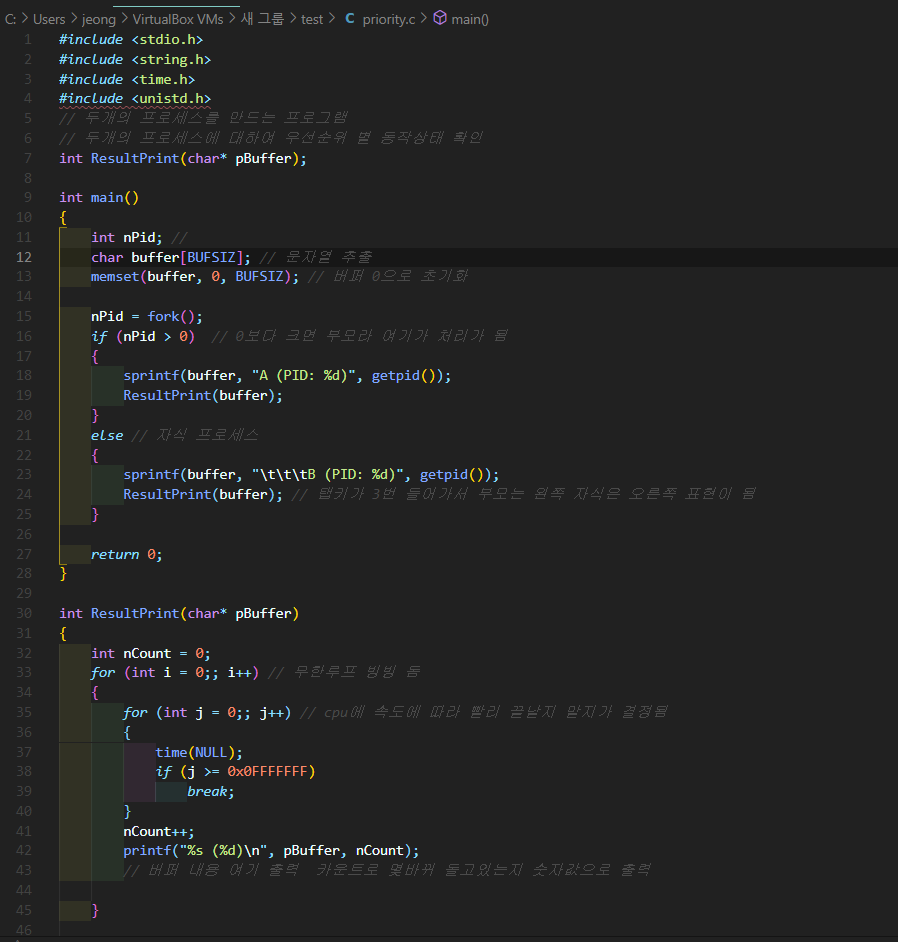 C: > Users > jeong > VirtualBox VMs > 새 그룹 > test > C priority.c > main()
1 #include <stdio.h>
2 #include <string.h>
3 #include <time.h>
4 #include <unistd.h>
5 // 두개의 프로세스를 만드는 프로그램
6 // 두개의 프로세스에 대하여 우선순위 별 동작상태 확인
7 int ResultPrint(char* pBuffer);
8
9 int main()
10 {
11 int nPid; //
12 char buffer[BUFSIZ]; // 문자열 추출
13 memset(buffer, 0, BUFSIZ); // 버퍼 0으로 초기화
14
15 nPid = fork();
16 if (nPid > 0) // 0보다 크면 부모라 여기가 처리가 됨
17 {
18 sprintf(buffer, "A (PID: %d)", getpid());
19 ResultPrint(buffer);
20 }
21 else // 자식 프로세스
22 {
23 sprintf(buffer, "\t\t\tB (PID: %d)", getpid());
24 ResultPrint(buffer); // 탭키가 3번 들어가서 부모는 왼쪽 자식은 오른쪽 표현이 됨
25 }
26
27 return 0;
28 }
29
30 int ResultPrint(char* pBuffer)
31 {
32 int nCount = 0;
33 for (int i = 0;; i++) // 무한루프 빙빙 돔
34 {
35 for (int j = 0;; j++) // cpu에 속도에 따라 빨리 끝날지 말지가 결정됨
36 {
37 time(NULL);
38 if (j >= 0x0FFFFFFF)
39 break;
40 }
41 nCount++;
42 printf("%s (%d)\n", pBuffer, nCount);
43 // 버퍼 내용 여기 출력 카운트로 몇바퀴 돌고있는지 숫자값으로 출력
44
45 }
46